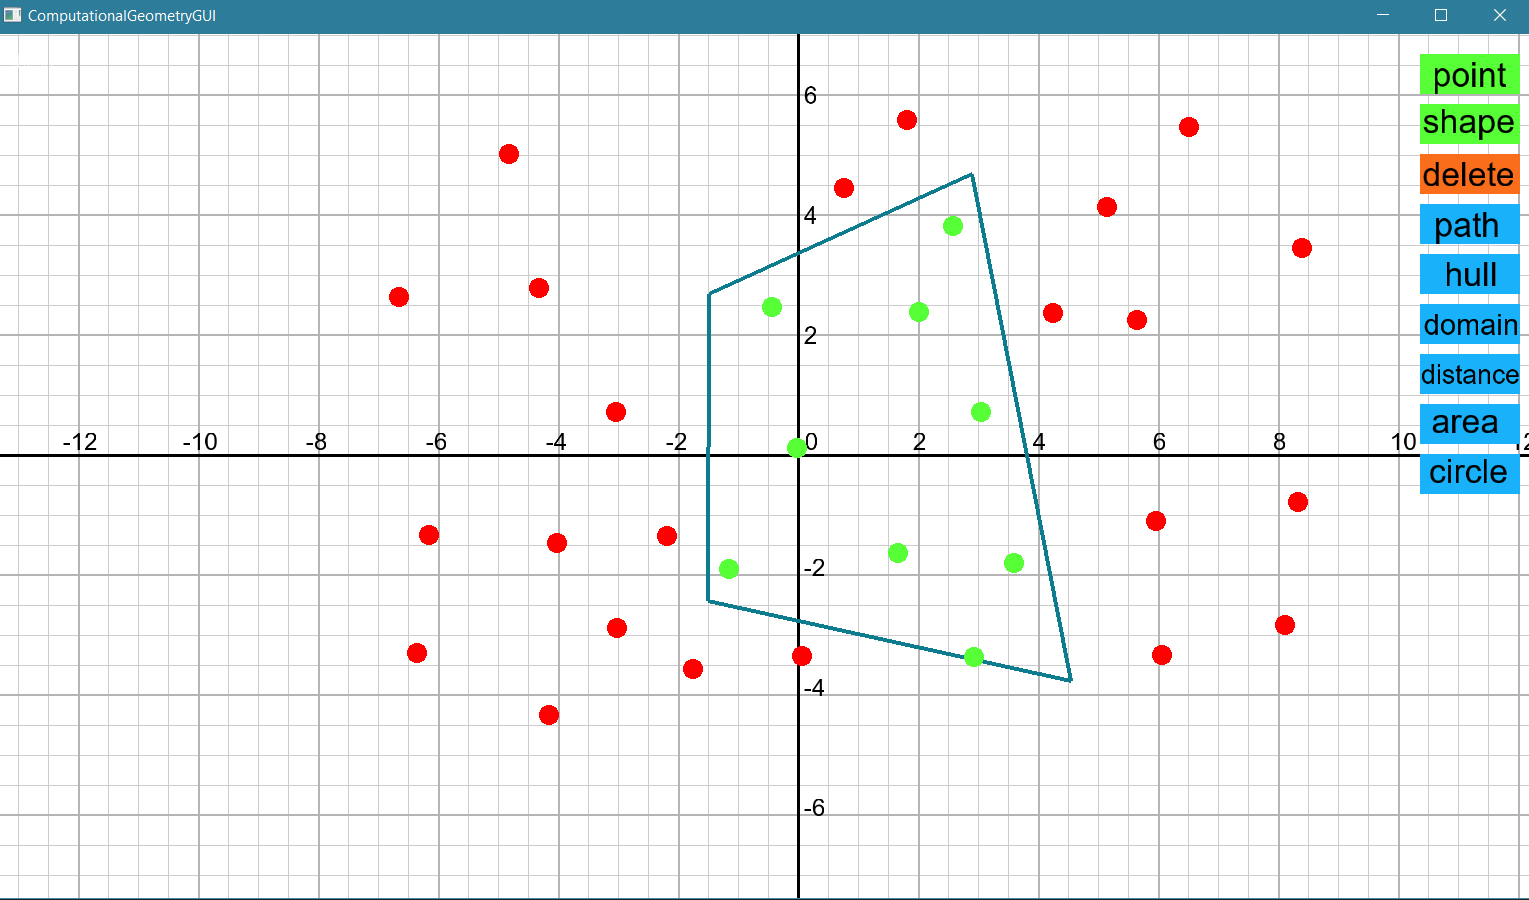 ComputationalGeometryGUI
point
shape
delete
path
hull
domain
distance
area
circle
6
4
2
-12 -10 -8 -6 -4 -2 0 2 4 6 8 10 12
-2
-4
-6